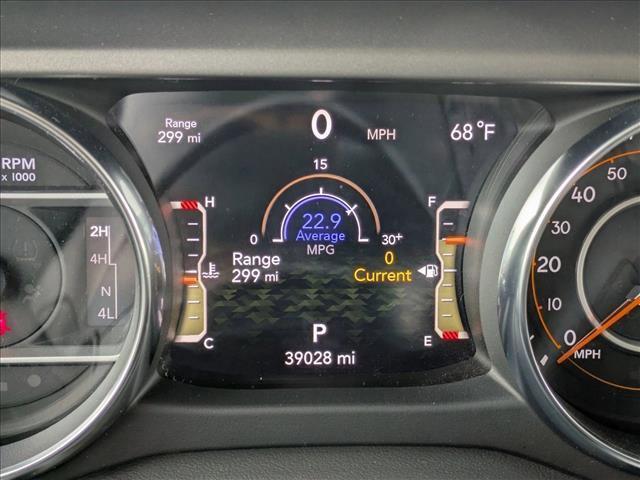 Range
299 mi
0 MPH
68 °F
RPM
x 1000
2H
4H
N
4L
H
C
15
0
30+
22.9
Average
MPG
Range
299 mi
0
Current
F
E
P
39028 mi
50
40
30
20
10
0
MPH